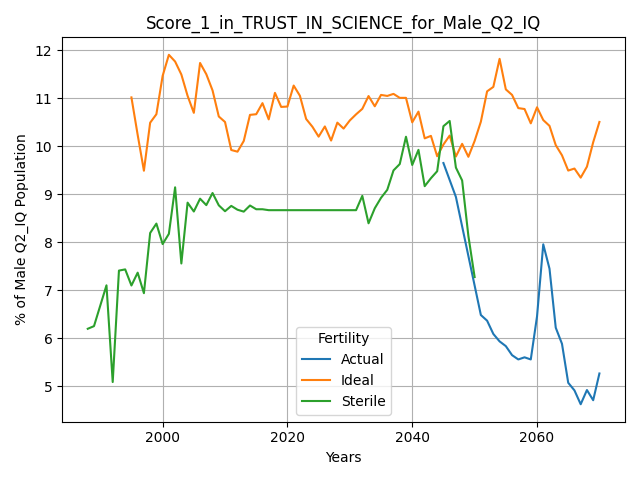 Score_1_in_TRUST_IN_SCIENCE_for_Male_Q2_IQ
% of Male Q2_IQ Population
12
11
10
9
8
7
6
5
Fertility
Actual
Ideal
Sterile
2000 2020 2040 2060
Years